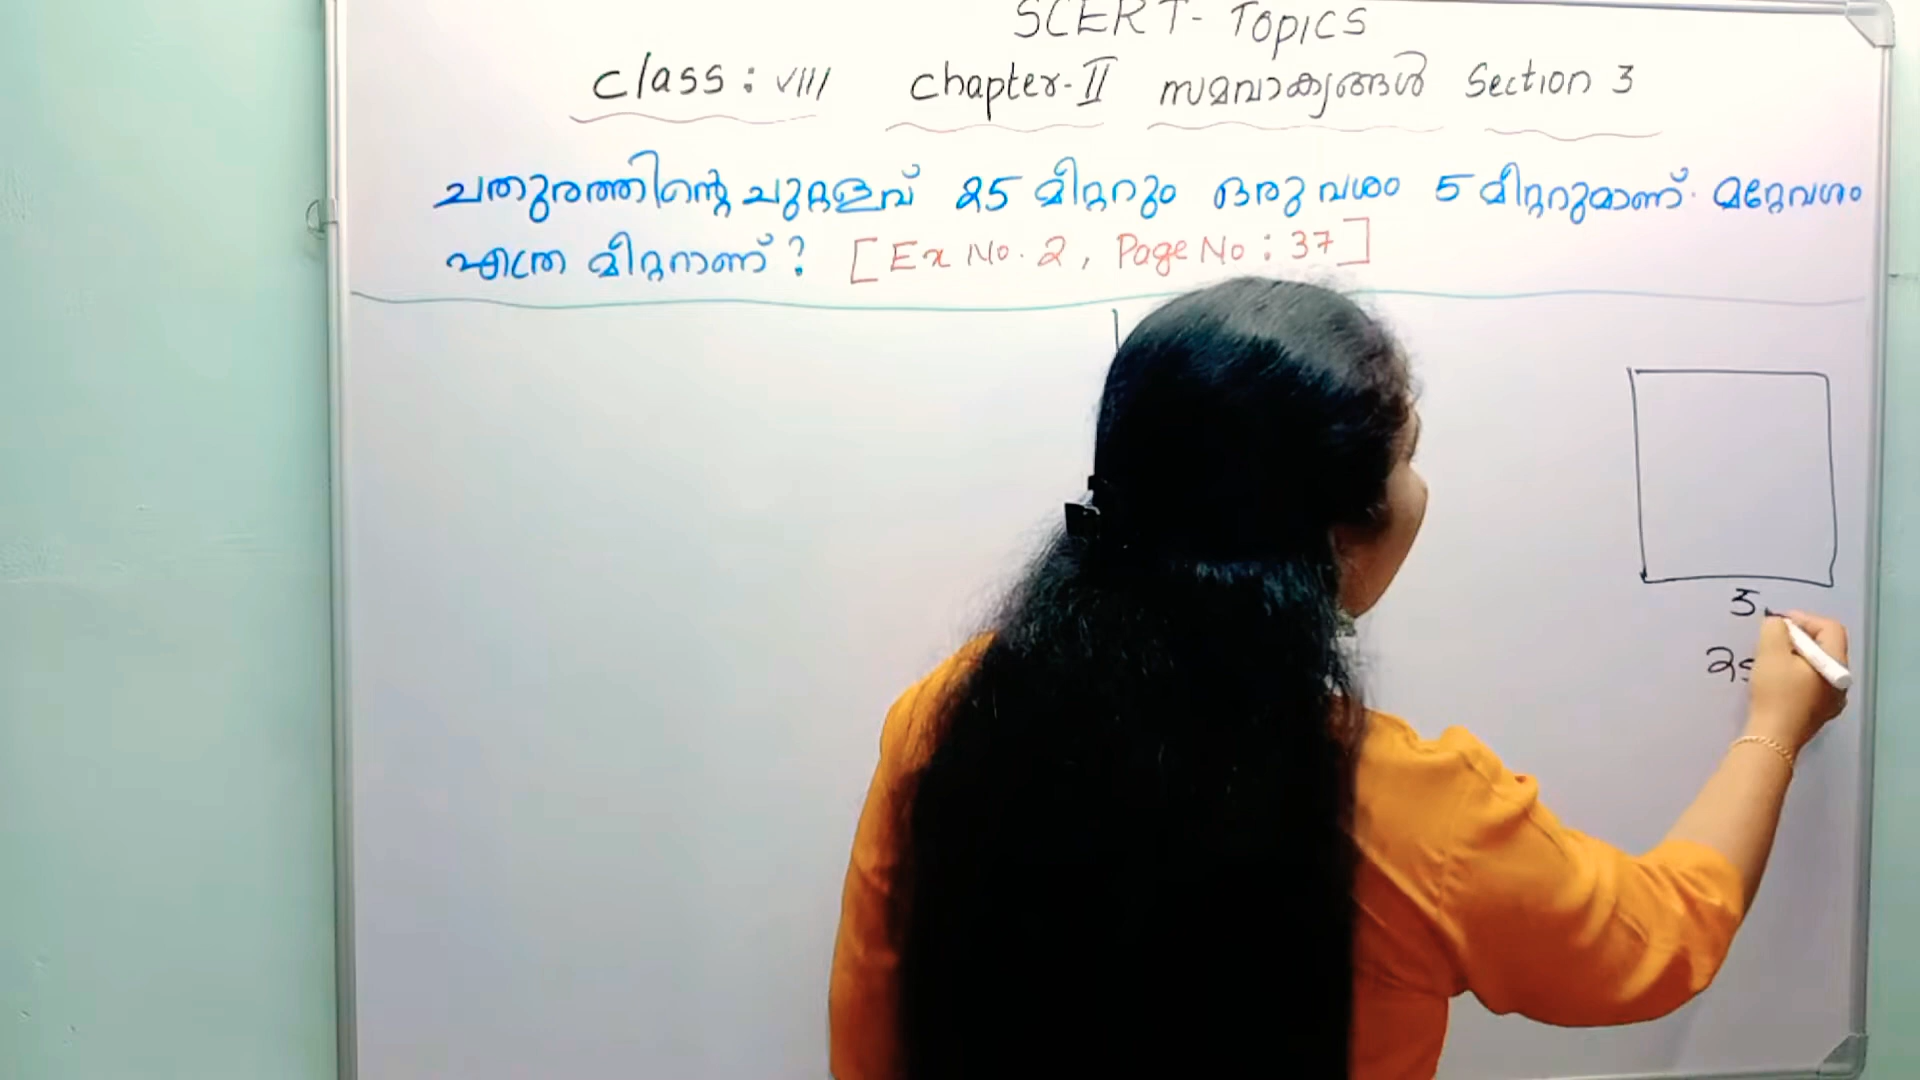 SCERT- Topics
Class: VIII Chapter-II സമവാക്യങ്ങൾ Section 3
ചതുരത്തിന്റെ ചുറ്റളവ് 25 മീറ്ററും ഒരു വശം 5 മീറ്ററുമാണ്. മറ്റേവശം
എത്ര മീറ്ററാണ്? [Ex No. 2, Page No: 37]
5
25